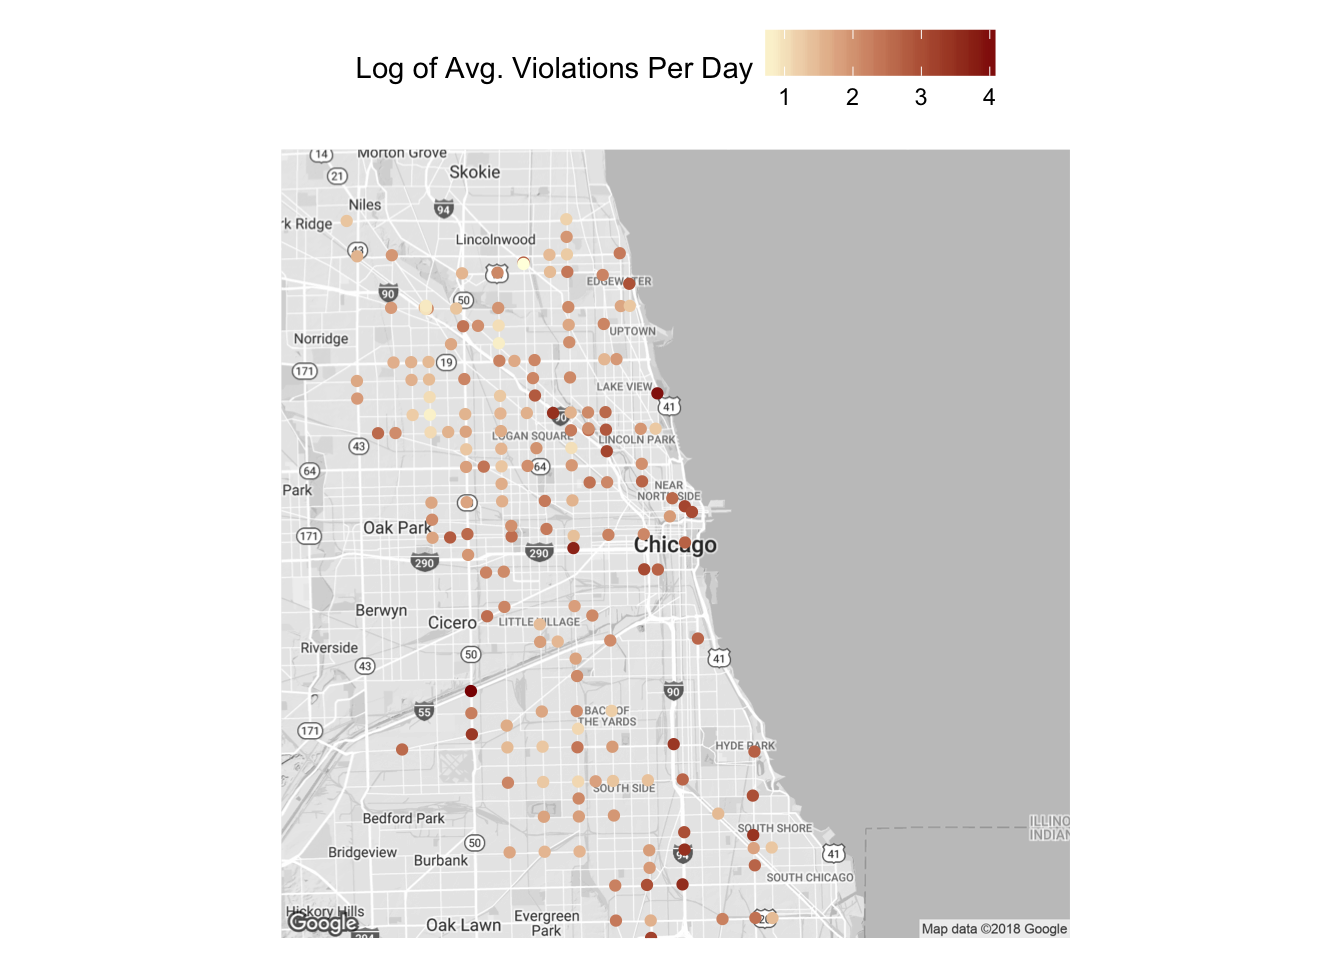 Log of Avg. Violations Per Day
1 2 3 4
14
Morton Grove
21
Skokie
Niles
94
rk Ridge
Lincolnwood
43
EDGEWATER
90
50
UPTOWN
Norridge
19
171
LAKE VIEW
41
90
LOGAN SQUARE
LINCOLN PARK
43
64
64
Park
NEAR
NORTH SIDE
Oak Park
171
Chicago
290
290
Berwyn
Cicero
LITTLE VILLAGE
Riverside
50
43
41
90
55
BACK OF
THE YARDS
171
HYDE PARK
SOUTH SIDE
Bedford Park
SOUTH SHORE
ILLINO
INDIAN
50
Bridgeview
Burbank
94
41
SOUTH CHICAGO
Hickory Hills
Google
Oak Lawn
Evergreen
Park
20
294
Map data ©2018 Google